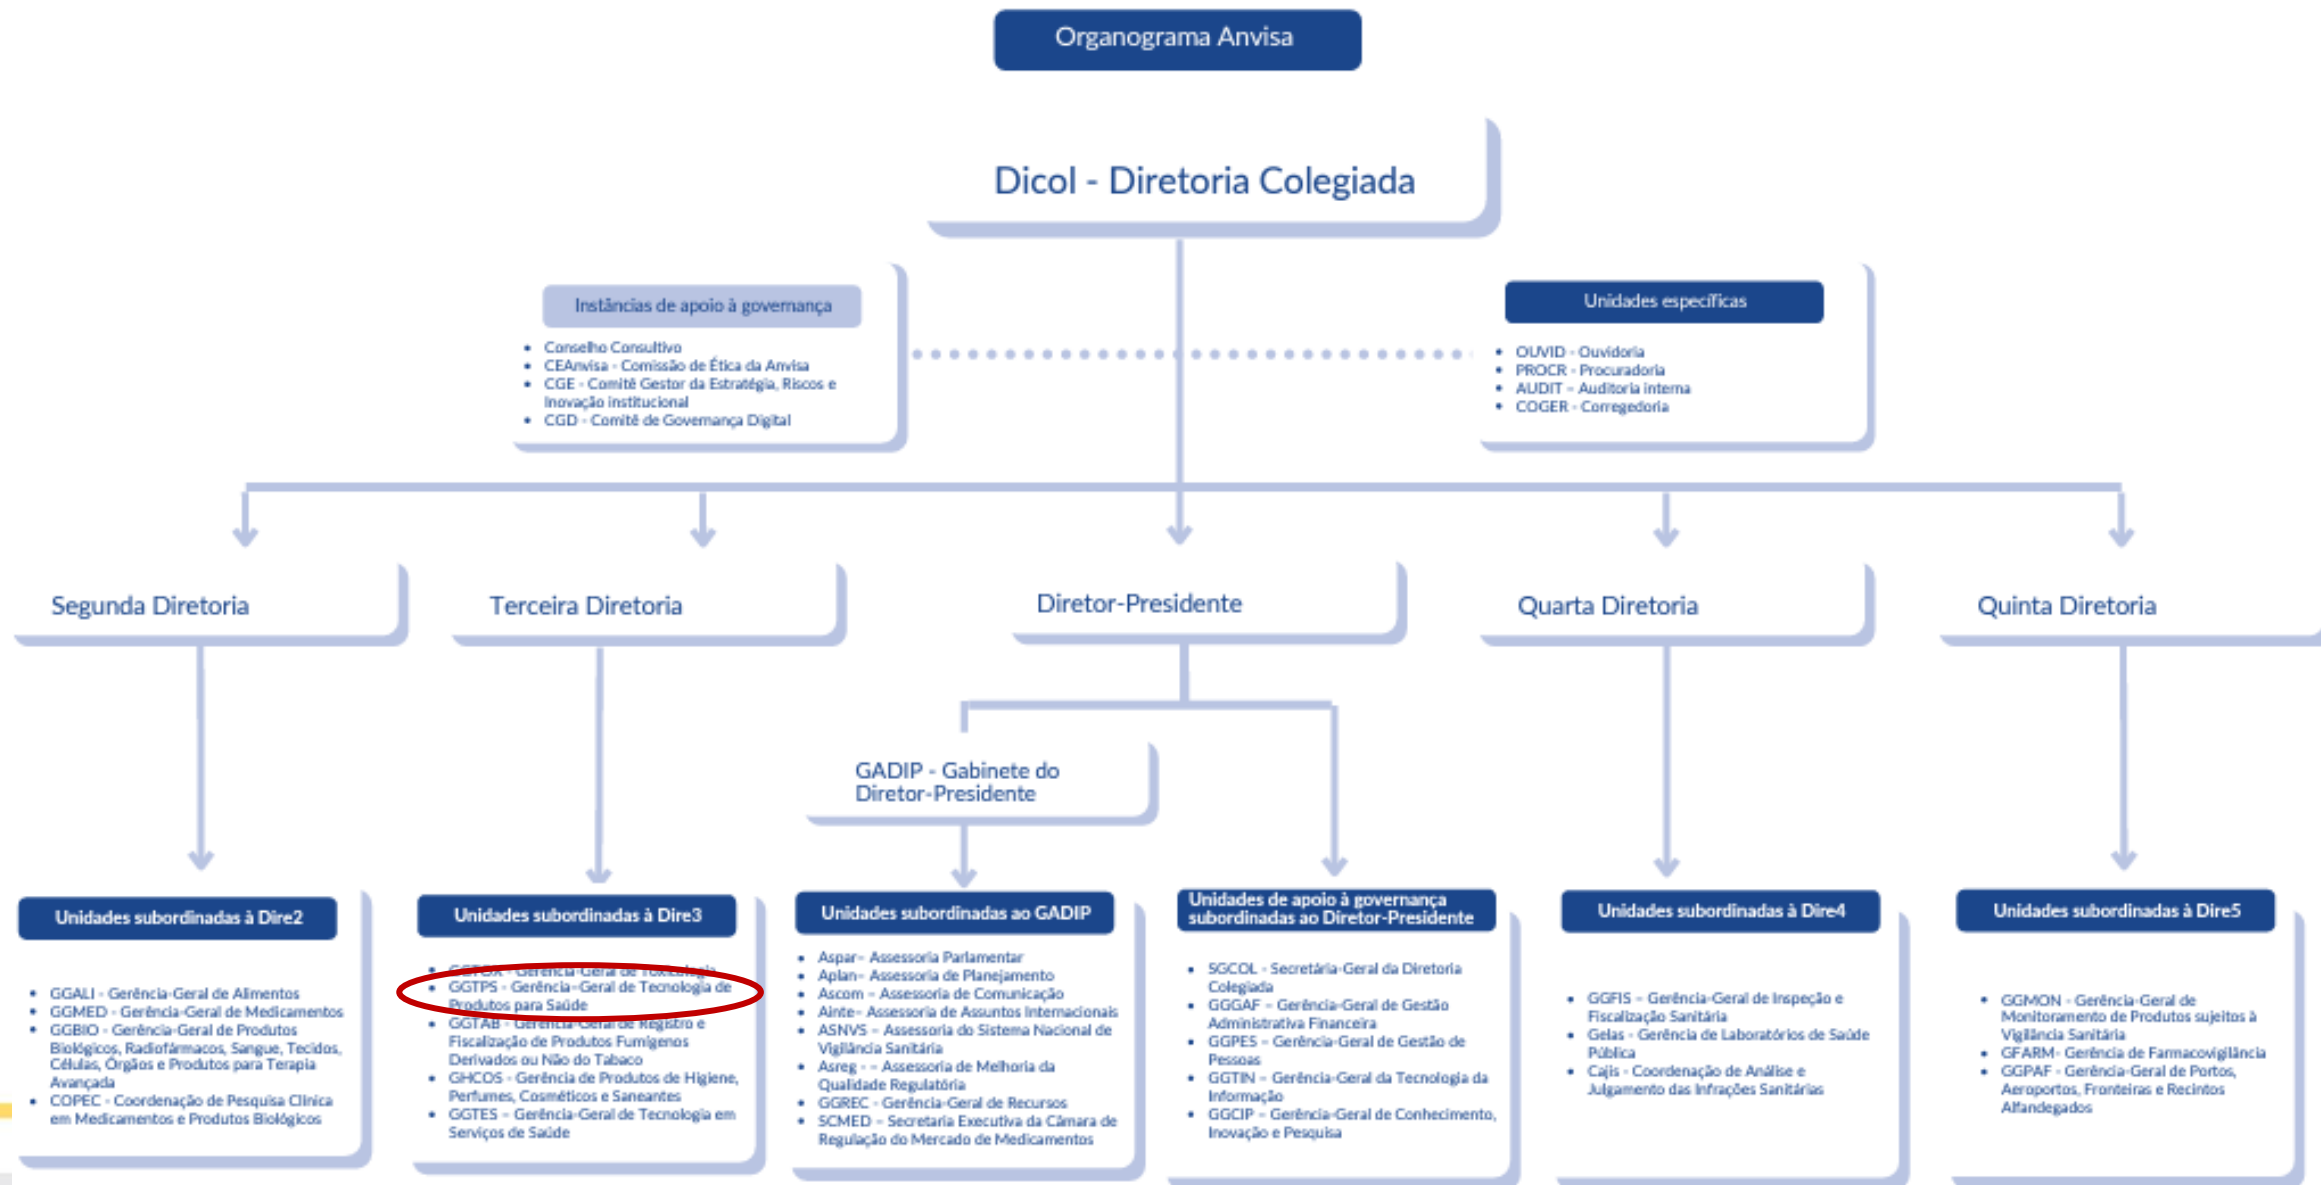 Organograma Anvisa
Dicol - Diretoria Colegiada
Instâncias de apoio à governança
• Conselho Consultivo
• CEAnvisa - Comissão de Ética da Anvisa
• CGE - Comitê Gestor da Estratégia, Riscos e
Inovação institucional
• CGD - Comitê de Governança Digital
Unidades específicas
• OUVID - Ouvidoria
• PROCR - Procuradoria
• AUDIT – Auditoria interna
• COGER - Corregedoria
Segunda Diretoria
Terceira Diretoria
Diretor-Presidente
Quarta Diretoria
Quinta Diretoria
GADIP - Gabinete do
Diretor-Presidente
Unidades subordinadas à Dire2
• GGALI - Gerência-Geral de Alimentos
• GGMED - Gerência-Geral de Medicamentos
• GGBIO - Gerência-Geral de Produtos
Biológicos, Radiofármacos, Sangue, Tecidos,
Células, Órgãos e Produtos para Terapia
Avançada
• COPEC - Coordenação de Pesquisa Clínica
em Medicamentos e Produtos Biológicos
Unidades subordinadas à Dire3
• GGTOX - Gerência-Geral de Toxicologia
• GGTPS - Gerência-Geral de Tecnologia de
Produtos para Saúde
• GGTAB - Gerência-Geral de Registro e
Fiscalização de Produtos Fumígenos
Derivados ou Não do Tabaco
• GHCOS - Gerência de Produtos de Higiene,
Perfumes, Cosméticos e Saneantes
• GGTES – Gerência-Geral de Tecnologia em
Serviços de Saúde
Unidades subordinadas ao GADIP
• Aspar– Assessoria Parlamentar
• Aplan– Assessoria de Planejamento
• Ascom – Assessoria de Comunicação
• Ainte– Assessoria de Assuntos Internacionais
• ASNVS – Assessoria do Sistema Nacional de
Vigilância Sanitária
• Asreg - – Assessoria de Melhoria da
Qualidade Regulatória
• GGREC - Gerência-Geral de Recursos
• SCMED – Secretaria Executiva da Câmara de
Regulação do Mercado de Medicamentos
Unidades de apoio à governança
subordinadas ao Diretor-Presidente
• SGCOL - Secretária-Geral da Diretoria
Colegiada
• GGGAF – Gerência-Geral de Gestão
Administrativa Financeira
• GGPES – Gerência-Geral de Gestão de
Pessoas
• GGTIN – Gerência-Geral da Tecnologia da
Informação
• GGCIP – Gerência-Geral de Conhecimento,
Inovação e Pesquisa
Unidades subordinadas à Dire4
• GGFIS – Gerência-Geral de Inspeção e
Fiscalização Sanitária
• Gelas - Gerência de Laboratórios de Saúde
Pública
• Cajis - Coordenação de Análise e
Julgamento das Infrações Sanitárias
Unidades subordinadas à Dire5
• GGMON - Gerência-Geral de
Monitoramento de Produtos sujeitos à
Vigilância Sanitária
• GFARM- Gerência de Farmacovigilância
• GGPAF - Gerência-Geral de Portos,
Aeroportos, Fronteiras e Recintos
Alfandegados